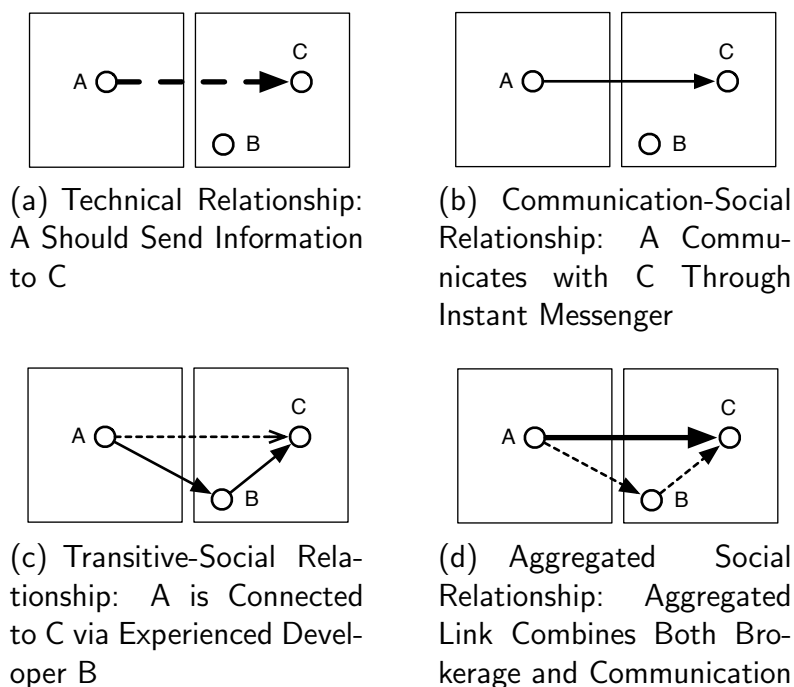 A
C
B
A
C
B
(a) Technical Relationship:
A Should Send Information
to C
(b) Communication-Social
Relationship: A Commu-
nicates with C Through
Instant Messenger
A
C
B
A
C
B
(c) Transitive-Social Rela-
tionship: A is Connected
to C via Experienced Devel-
oper B
(d) Aggregated Social
Relationship: Aggregated
Link Combines Both Bro-
kerage and Communication